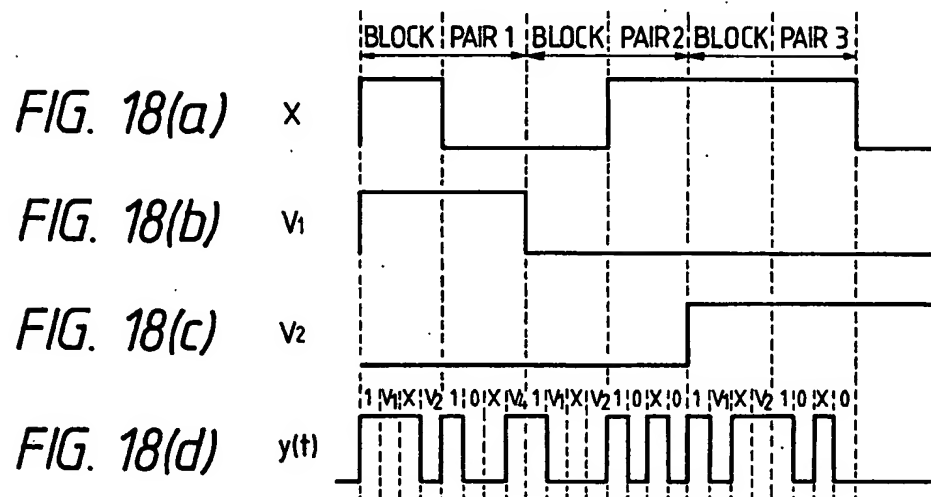 BLOCK PAIR 1 BLOCK PAIR 2 BLOCK PAIR 3
FIG. 18(a) X
FIG. 18(b) V1
FIG. 18(c) V2
1 V1 X V2 1 0 X V4 1 V1 X V2 1 0 X 0 1 V1 X V2 1 0 X 0
FIG. 18(d) y(t)